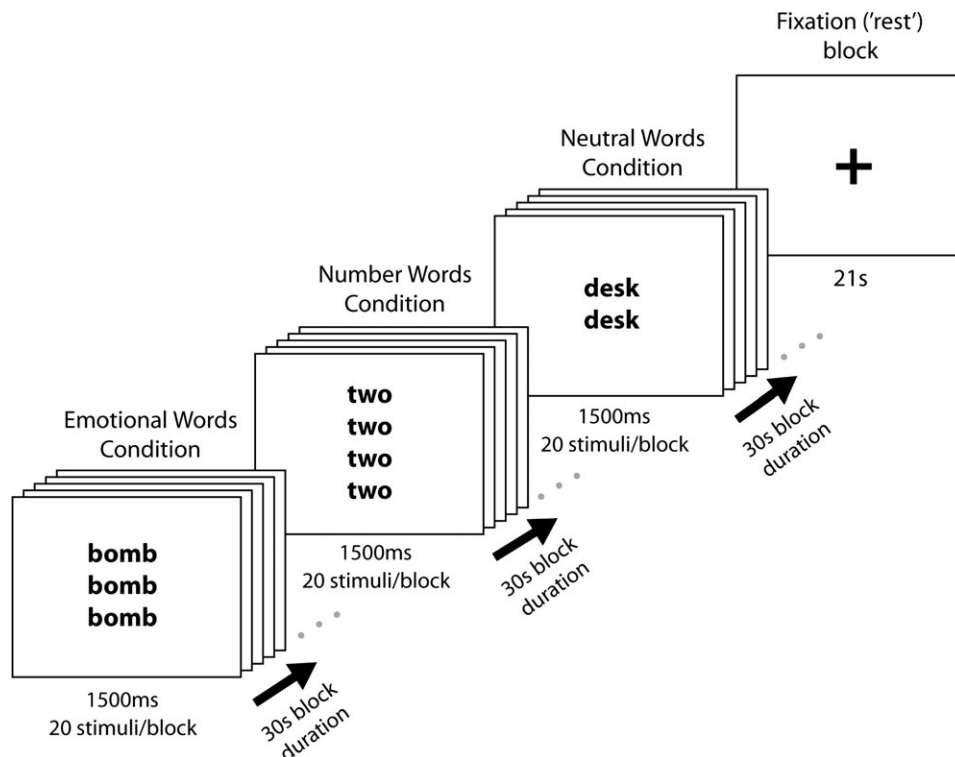 Fixation ('rest')
block
+
21s
Neutral Words
Condition
desk
desk
1500ms
20 stimuli/block
30s block
duration
Number Words
Condition
two
two
two
two
1500ms
20 stimuli/block
30s block
duration
Emotional Words
Condition
bomb
bomb
bomb
1500ms
20 stimuli/block
30s block
duration